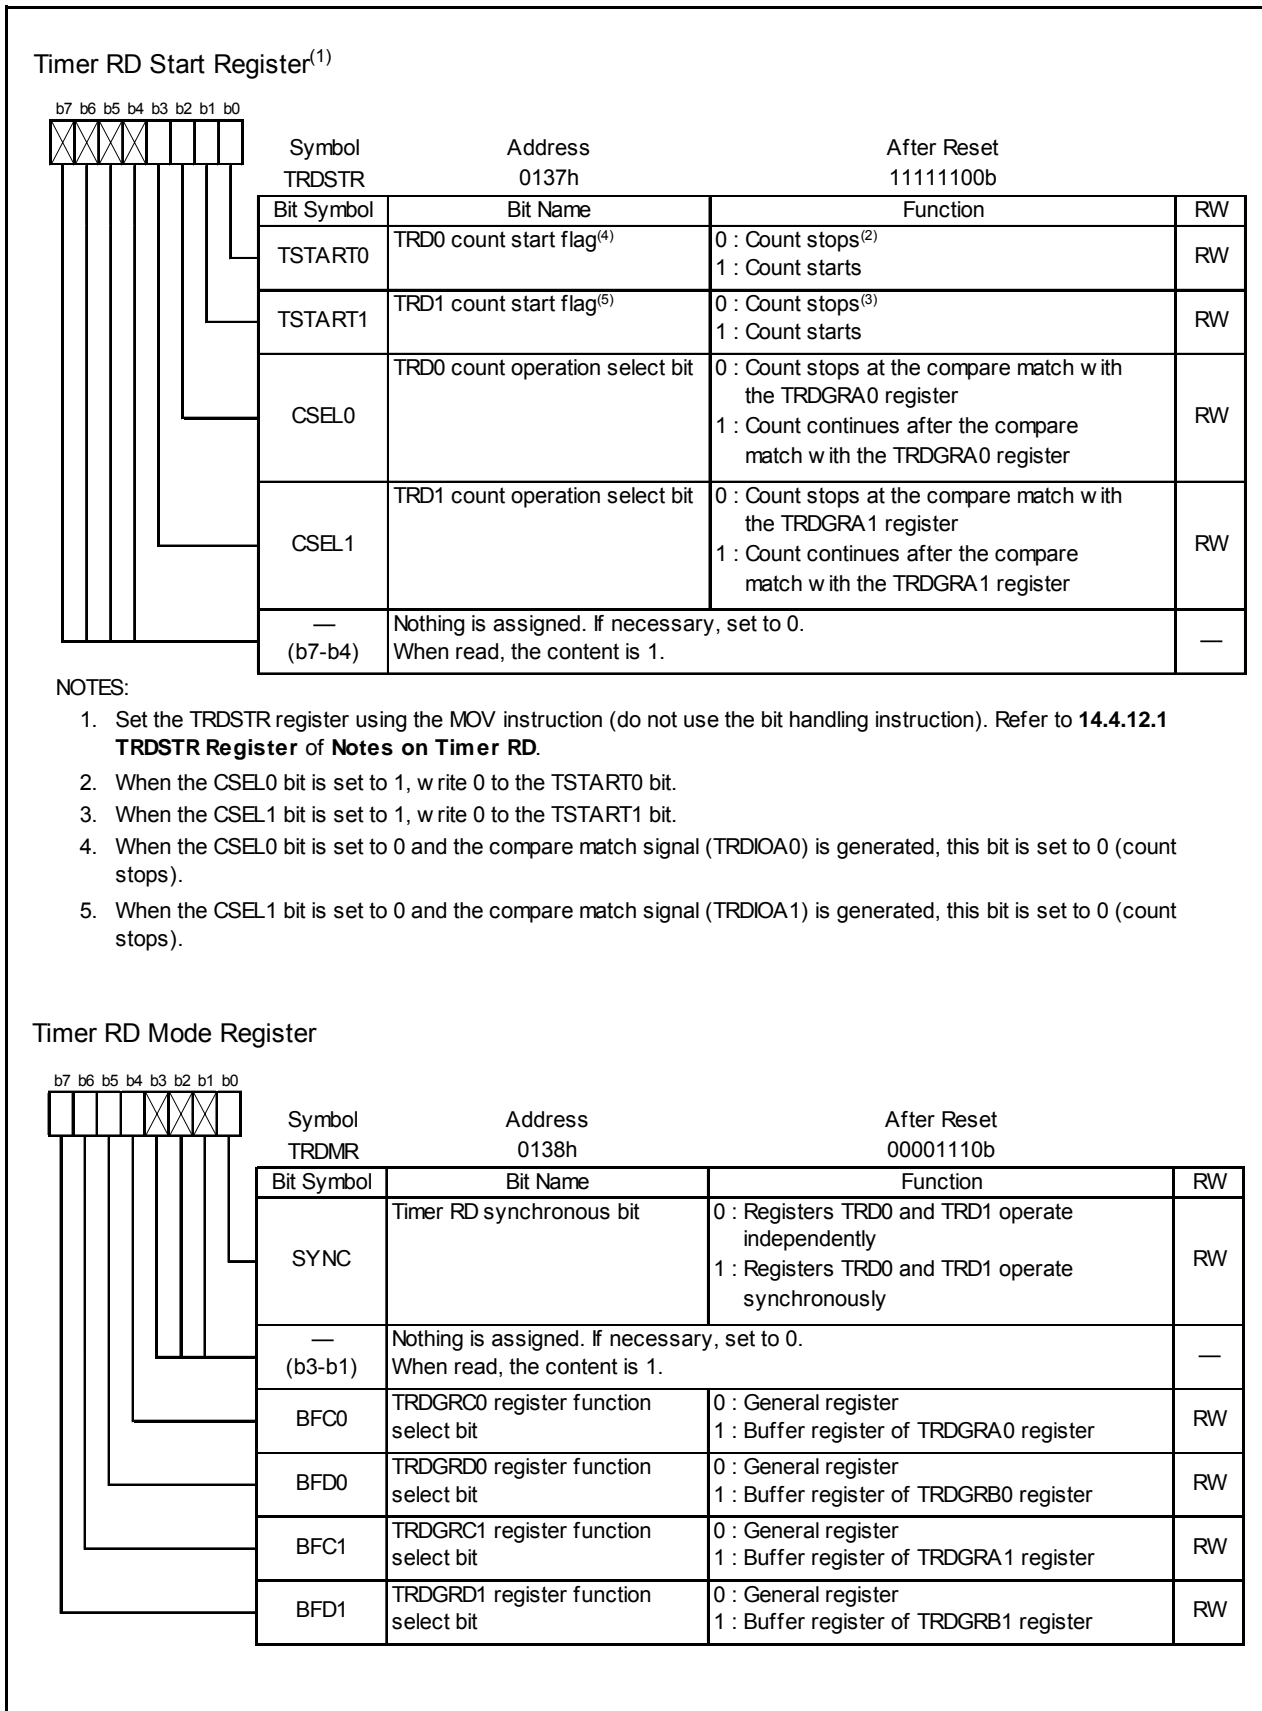 Timer RD Start Register(1)
b7 b6 b5 b4 b3 b2 b1 b0
Symbol Address After Reset
TRDSTR 0137h 11111100b
Bit Symbol Bit Name Function RW
TSTART0 TRD0 count start flag(4) 0 : Count stops(2) RW
1 : Count starts
TSTART1 TRD1 count start flag(5) 0 : Count stops(3) RW
1 : Count starts
CSEL0 TRD0 count operation select bit 0 : Count stops at the compare match with RW
the TRDGRA0 register
1 : Count continues after the compare
match with the TRDGRA0 register
CSEL1 TRD1 count operation select bit 0 : Count stops at the compare match with RW
the TRDGRA1 register
1 : Count continues after the compare
match with the TRDGRA1 register
— Nothing is assigned. If necessary, set to 0. —
(b7-b4) When read, the content is 1.
NOTES:
1. Set the TRDSTR register using the MOV instruction (do not use the bit handling instruction). Refer to 14.4.12.1
TRDSTR Register of Notes on Timer RD.
2. When the CSEL0 bit is set to 1, write 0 to the TSTART0 bit.
3. When the CSEL1 bit is set to 1, write 0 to the TSTART1 bit.
4. When the CSEL0 bit is set to 0 and the compare match signal (TRDIOA0) is generated, this bit is set to 0 (count
stops).
5. When the CSEL1 bit is set to 0 and the compare match signal (TRDIOA1) is generated, this bit is set to 0 (count
stops).
Timer RD Mode Register
b7 b6 b5 b4 b3 b2 b1 b0
Symbol Address After Reset
TRDMR 0138h 00001110b
Bit Symbol Bit Name Function RW
SYNC Timer RD synchronous bit 0 : Registers TRD0 and TRD1 operate RW
independently
1 : Registers TRD0 and TRD1 operate
synchronously
— Nothing is assigned. If necessary, set to 0. —
(b3-b1) When read, the content is 1.
BFC0 TRDGRC0 register function 0 : General register RW
select bit 1 : Buffer register of TRDGRA0 register
BFD0 TRDGRD0 register function 0 : General register RW
select bit 1 : Buffer register of TRDGRB0 register
BFC1 TRDGRC1 register function 0 : General register RW
select bit 1 : Buffer register of TRDGRA1 register
BFD1 TRDGRD1 register function 0 : General register RW
select bit 1 : Buffer register of TRDGRB1 register